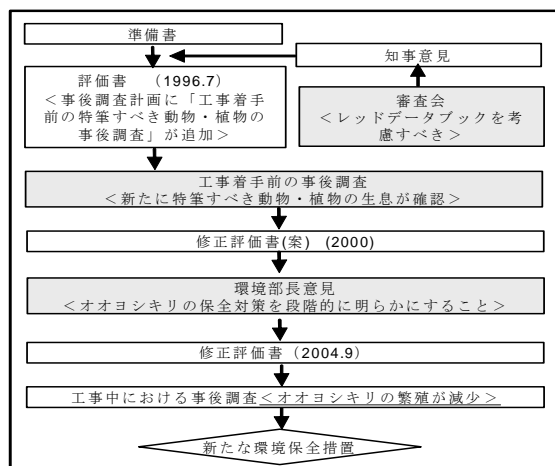 準備書
知事意見
評価書 (1996.7)
<事後調査計画に「工事着手
前の特筆すべき動物・植物の
事後調査」が追加>
審査会
<レッドデータブックを考
慮すべき>
工事着手前の事後調査
<新たに特筆すべき動物・植物の生息が確認>
修正評価書(案) (2000)
環境部長意見
<オオヨシキリの保全対策を段階的に明らかにすること>
修正評価書(2004.9)
工事中における事後調査<オオヨシキリの繁殖が減少>
新たな環境保全措置